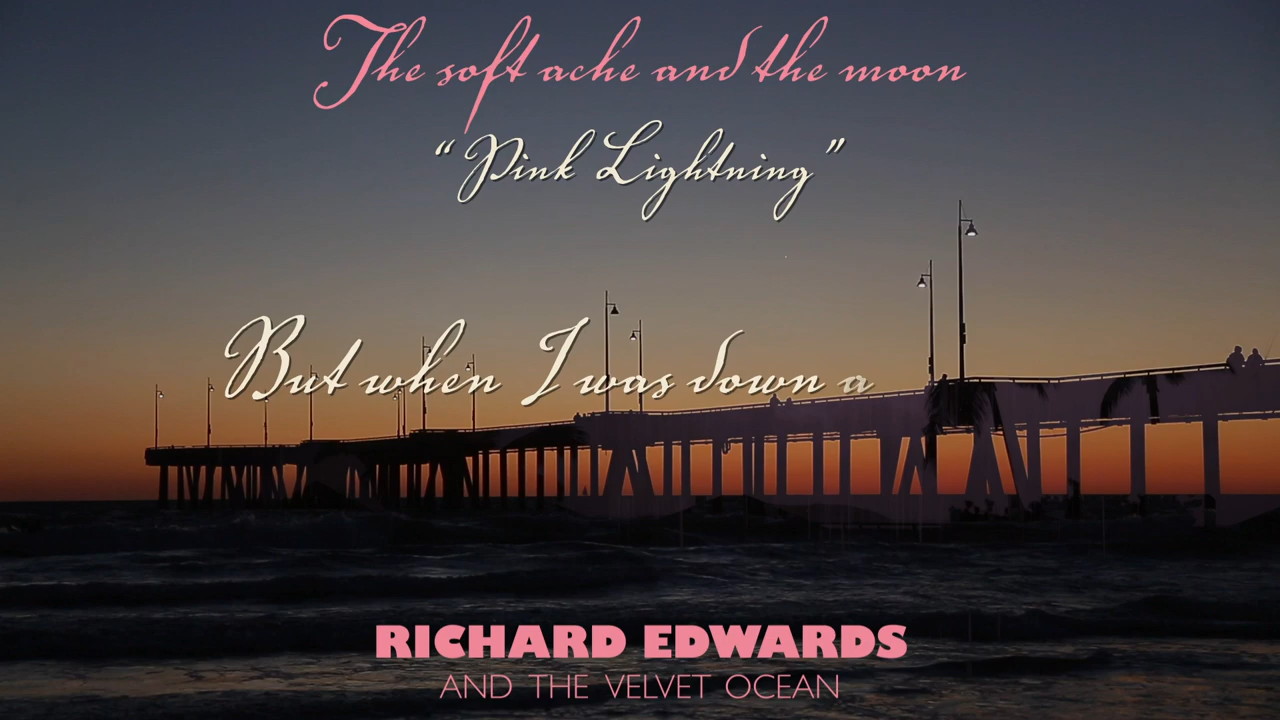 The soft ache and the moon
“Pink Lightning”
But when I was down a
RICHARD EDWARDS
AND THE VELVET OCEAN